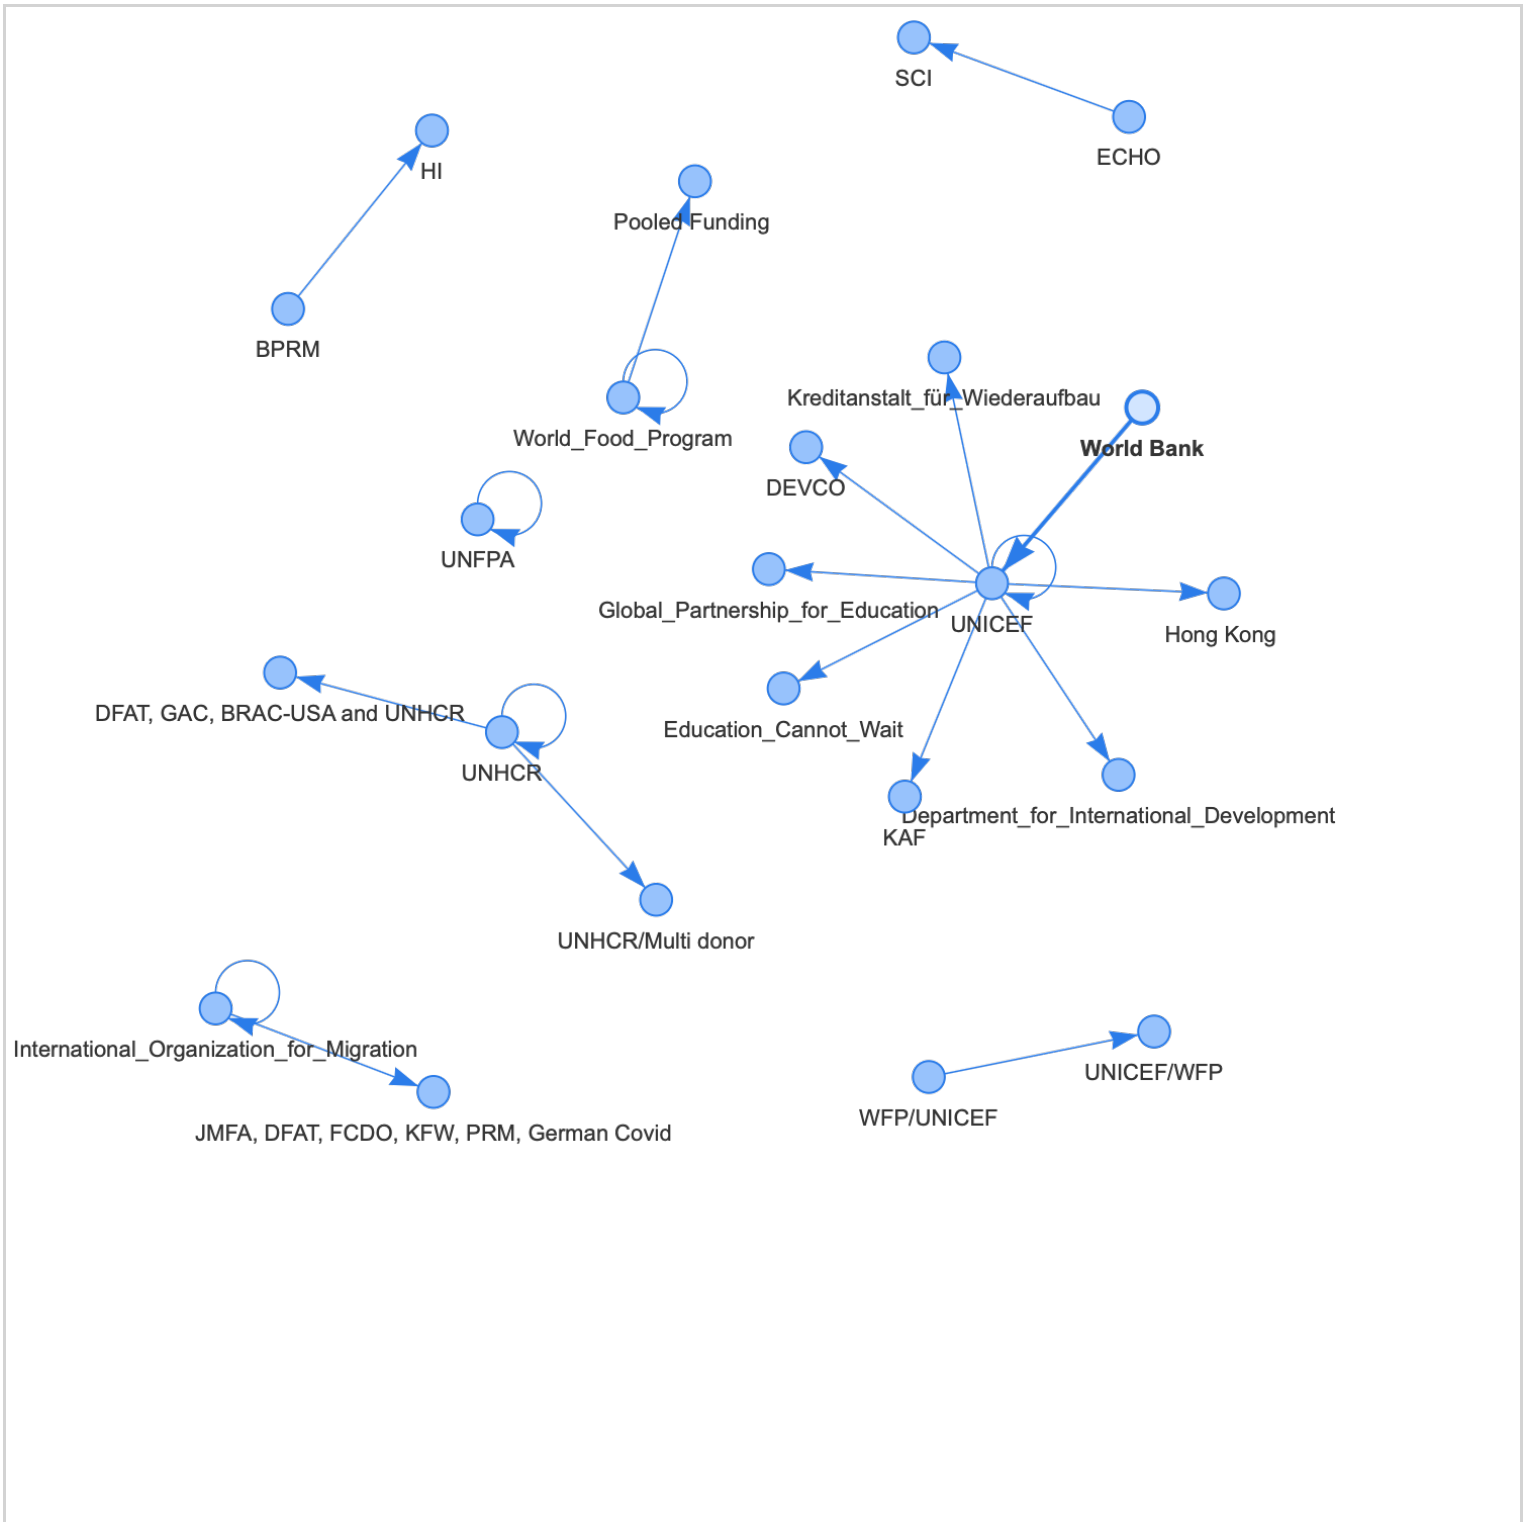 SCI
ECHO
HI
Pooled Funding
BPRM
Kreditanstalt_für_Wiederaufbau
World_Food_Program
World Bank
DEVCO
UNFPA
Global_Partnership_for_Education
UNICEF
Hong Kong
DFAT, GAC, BRAC-USA and UNHCR
Education_Cannot_Wait
UNHCR
Department_for_International_Development
KAF
UNHCR/Multi donor
International_Organization_for_Migration
UNICEF/WFP
WFP/UNICEF
JMFA, DFAT, FCDO, KFW, PRM, German Covid